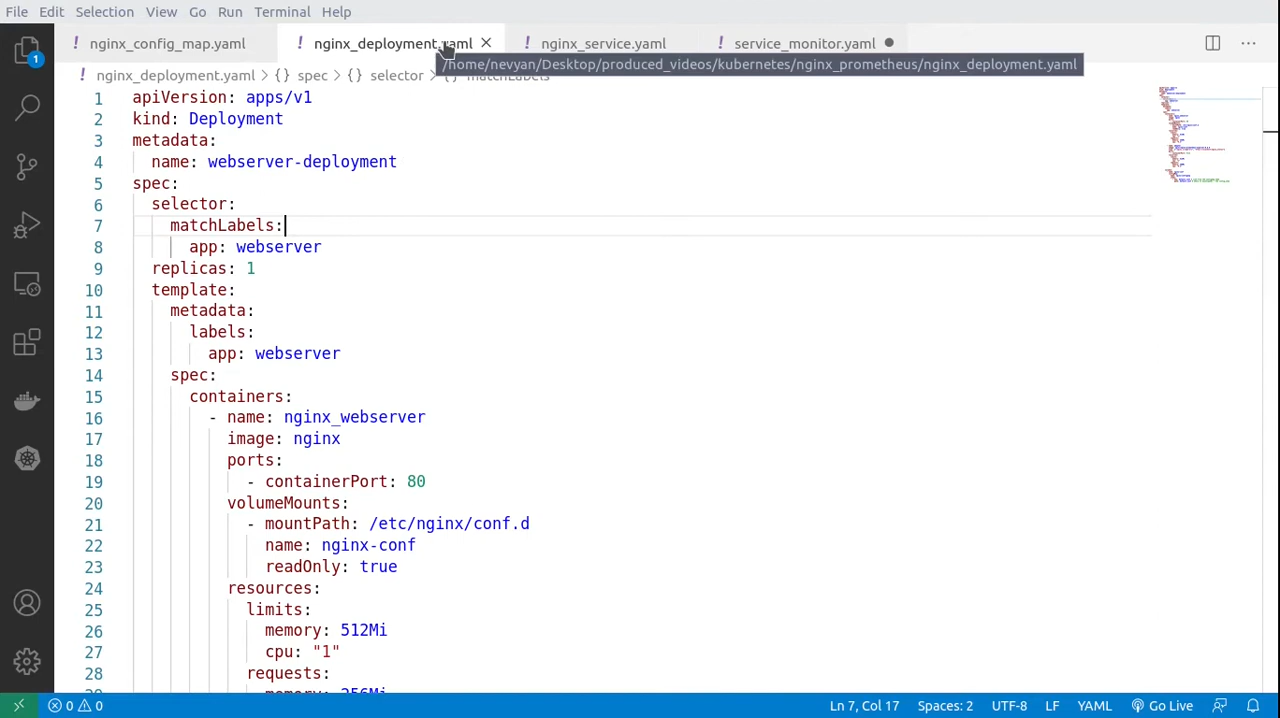 File Edit Selection View Go Run Terminal Help
! nginx_config_map.yaml ! nginx_deployment.yaml ! nginx_service.yaml ! service_monitor.yaml
/home/nevyan/Desktop/produced_videos/kubernetes/nginx_prometheus/nginx_deployment.yaml
! nginx_deployment.yaml > {} spec > {} selector > {} matchLabels
1 apiVersion: apps/v1
2 kind: Deployment
3 metadata:
4 name: webserver-deployment
5 spec:
6 selector:
7 matchLabels:
8 app: webserver
9 replicas: 1
10 template:
11 metadata:
12 labels:
13 app: webserver
14 spec:
15 containers:
16 - name: nginx_webserver
17 image: nginx
18 ports:
19 - containerPort: 80
20 volumeMounts:
21 - mountPath: /etc/nginx/conf.d
22 name: nginx-conf
23 readOnly: true
24 resources:
25 limits:
26 memory: 512Mi
27 cpu: "1"
28 requests:
29 memory: 256Mi
1
0 0 Ln 7, Col 17 Spaces: 2 UTF-8 LF YAML Go Live